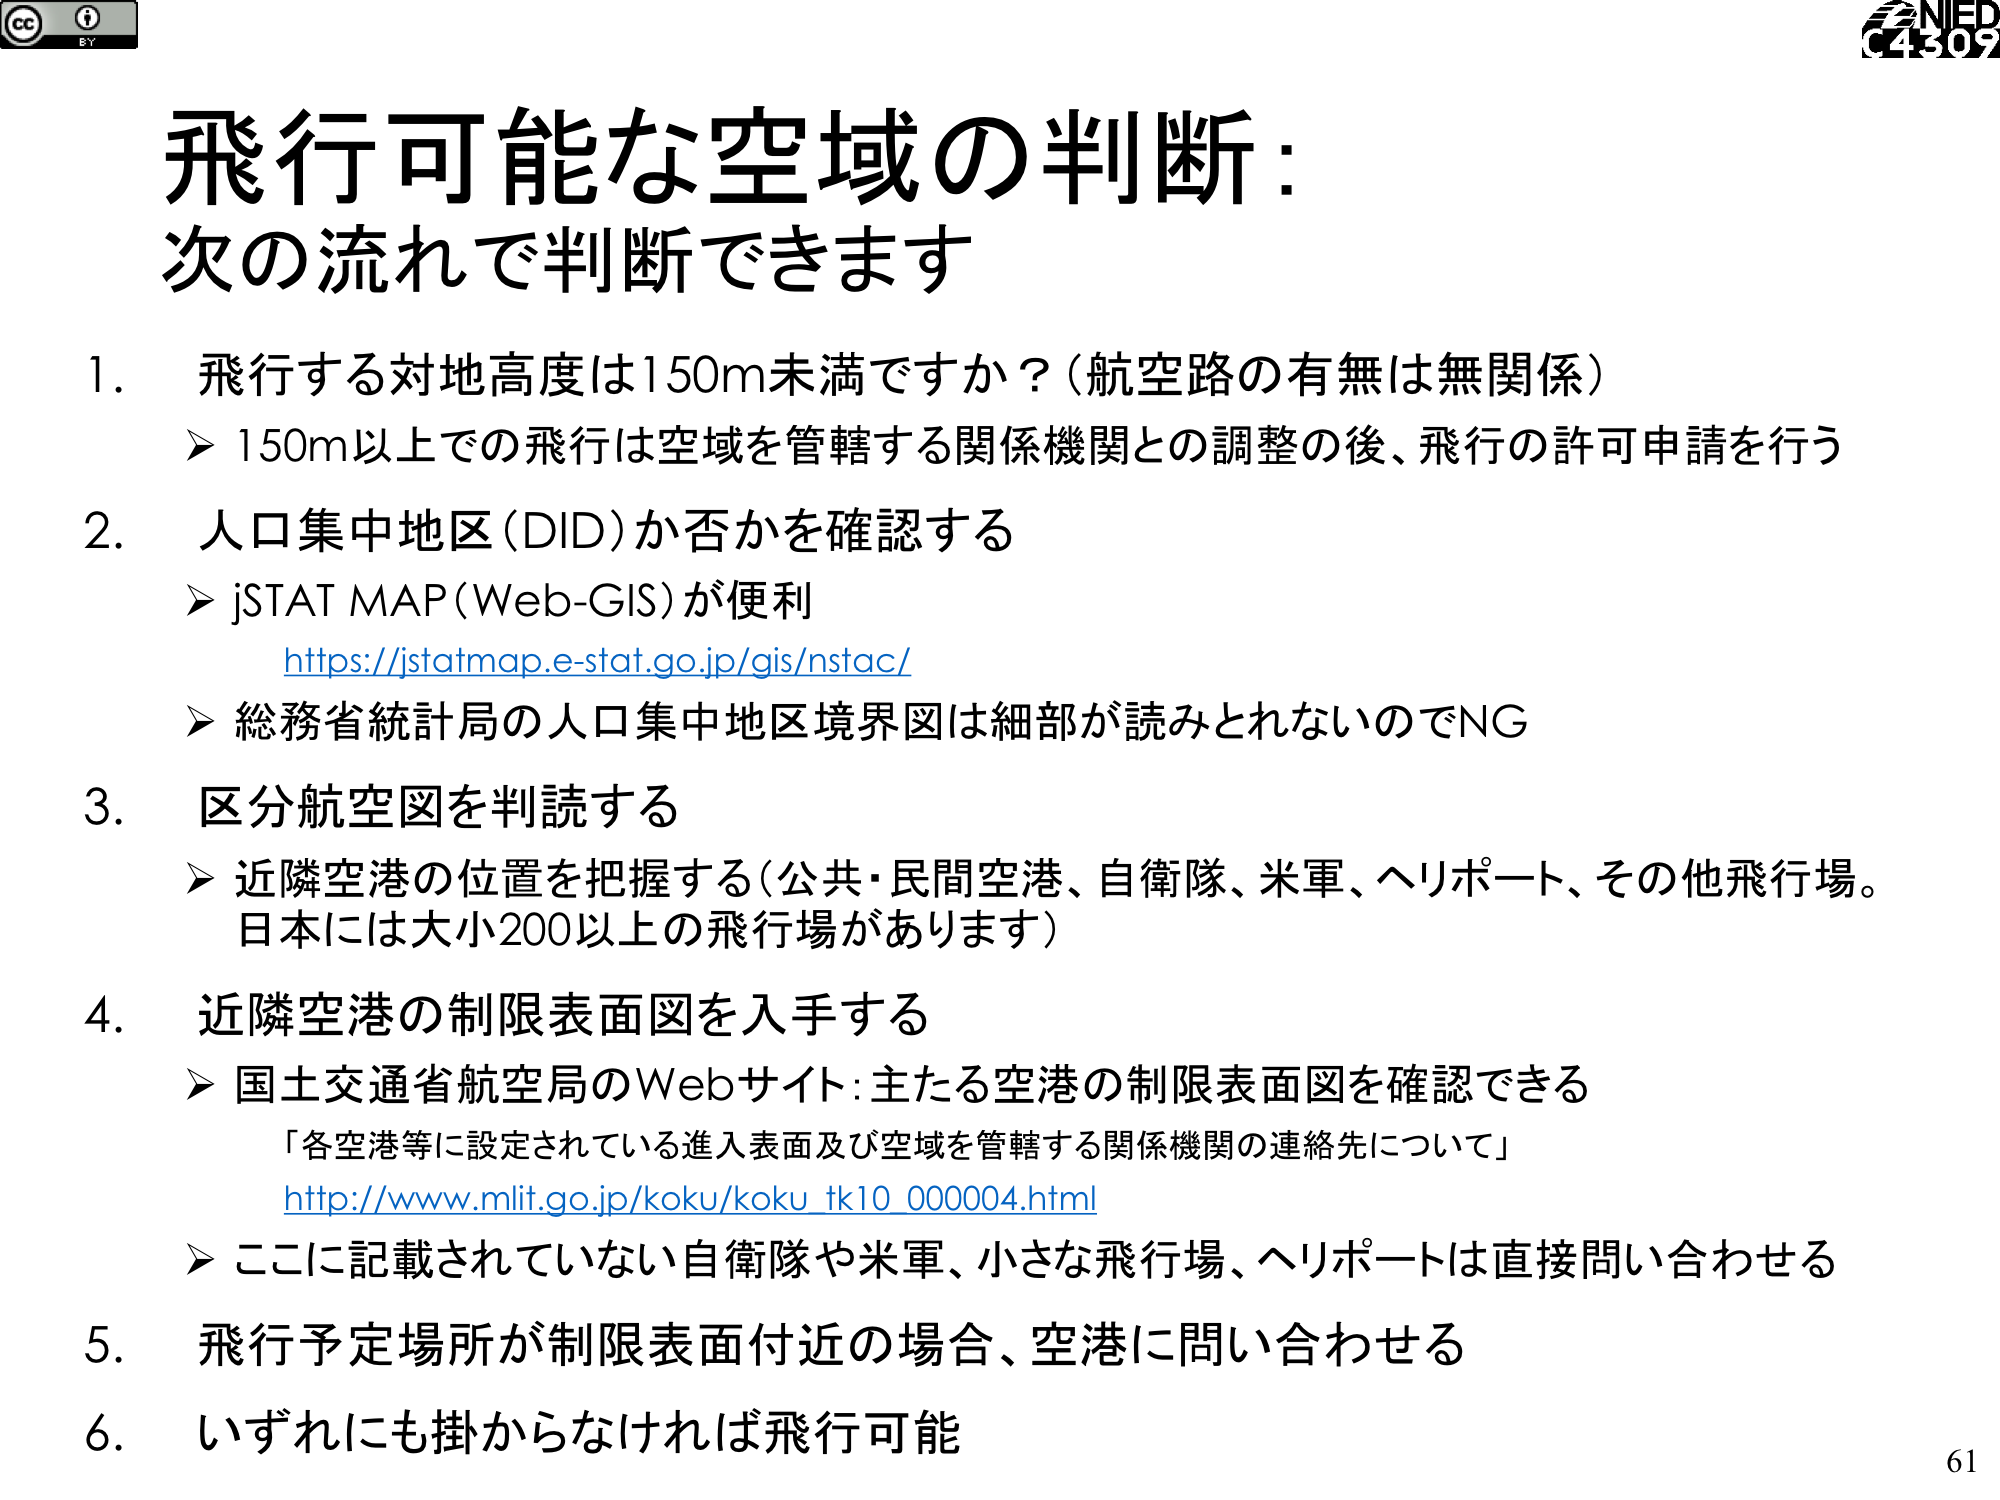 cc
BY
NIED
C4309
飛行可能な空域の判断：
次の流れで判断できます
1. 飛行する対地高度は150m未満ですか？（航空路の有無は無関係）
➢ 150m以上での飛行は空域を管轄する関係機関との調整の後、飛行の許可申請を行う
2. 人口集中地区（DID）か否かを確認する
➢ jSTAT MAP（Web-GIS）が便利
https://jstatmap.e-stat.go.jp/gis/nstac/
➢ 総務省統計局の人口集中地区境界図は細部が読みとれないのでNG
3. 区分航空図を判読する
➢ 近隣空港の位置を把握する（公共・民間空港、自衛隊、米軍、ヘリポート、その他飛行場。
日本には大小200以上の飛行場があります）
4. 近隣空港の制限表面図を入手する
➢ 国土交通省航空局のWebサイト：主たる空港の制限表面図を確認できる
「各空港等に設定されている進入表面及び空域を管轄する関係機関の連絡先について」
http://www.mlit.go.jp/koku/koku_tk10_000004.html
➢ ここに記載されていない自衛隊や米軍、小さな飛行場、ヘリポートは直接問い合わせる
5. 飛行予定場所が制限表面付近の場合、空港に問い合わせる
6. いずれにも掛からなければ飛行可能
61